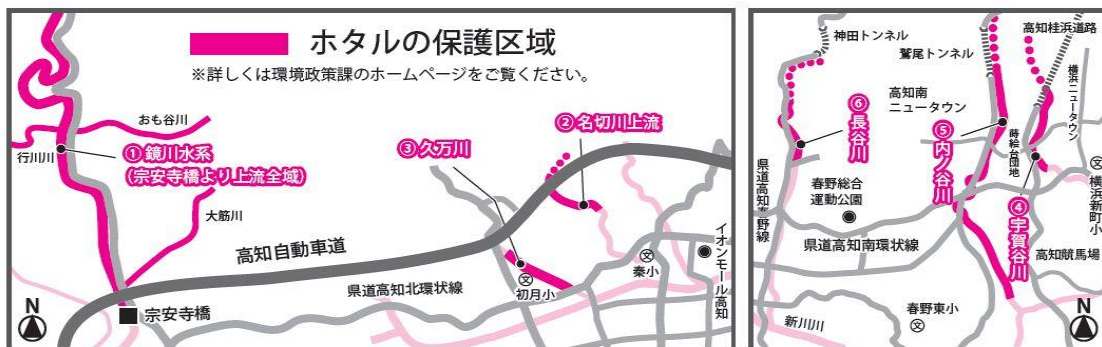 ホタルの保護区域
※詳しくは環境政策課のホームページをご覧ください。
おも谷川
行川川
①鏡川水系
(宗安寺橋より上流全域)
大筋川
②名切川上流
③久万川
高知自動車道
県道高知北環状線
初月小
秦小
イオンモール高知
宗安寺橋
N
神田トンネル
鷲尾トンネル
高知桂浜道路
高知南
ニュータウン
横浜ニュータウン
⑥長谷川
⑤内ノ谷川
蒔絵台団地
④宇賀谷川
横浜新町小
県道高知春野線
春野総合
運動公園
県道高知南環状線
高知競馬場
春野東小
新川川
N